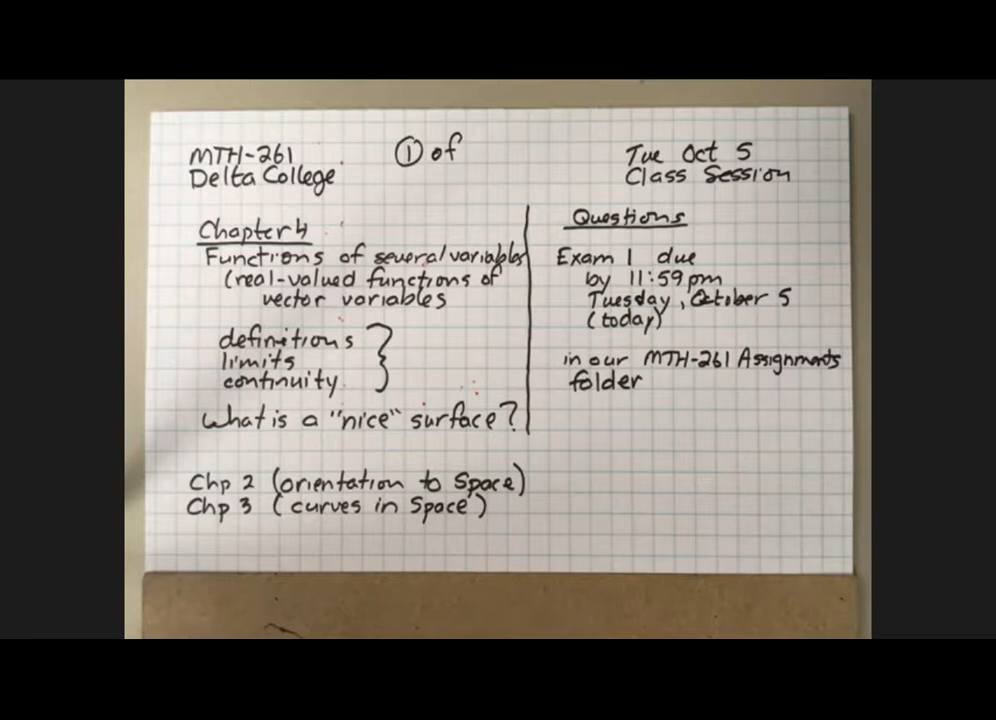 MTH-261
Delta College
① of
Tue Oct 5
Class Session
Chapter 4
Functions of several variables
(real-valued functions of
vector variables
definitions
limits
continuity
}
What is a "nice" surface?
Chp 2 (orientation to Space)
Chp 3 (curves in Space)
Questions
Exam 1 due
by 11:59pm
Tuesday, October 5
(today)
in our MTH-261 Assignments
folder